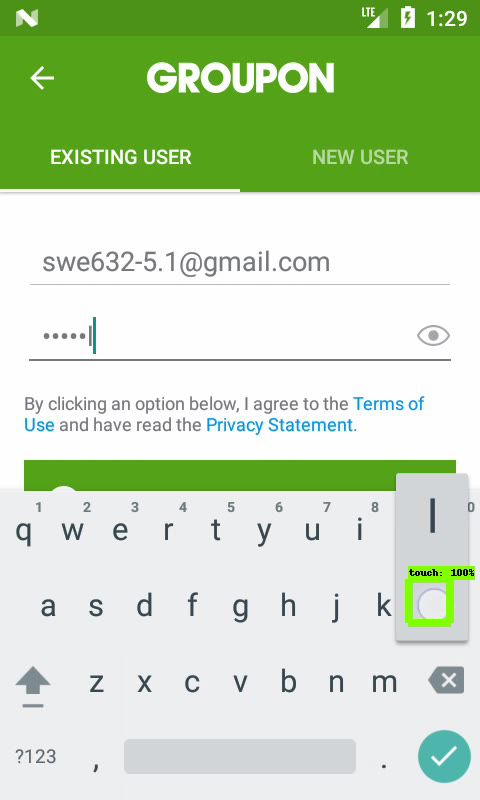 LTE 1:29
GROUPON
EXISTING USER NEW USER
swe632-5.1@gmail.com
•••••l
By clicking an option below, I agree to the Terms of
Use and have read the Privacy Statement.
1 2 3 4 5 6 7 8 0
q w e r t y u i
l
touch: 100%
a s d f g h j k
z x c v b n m
?123 , .